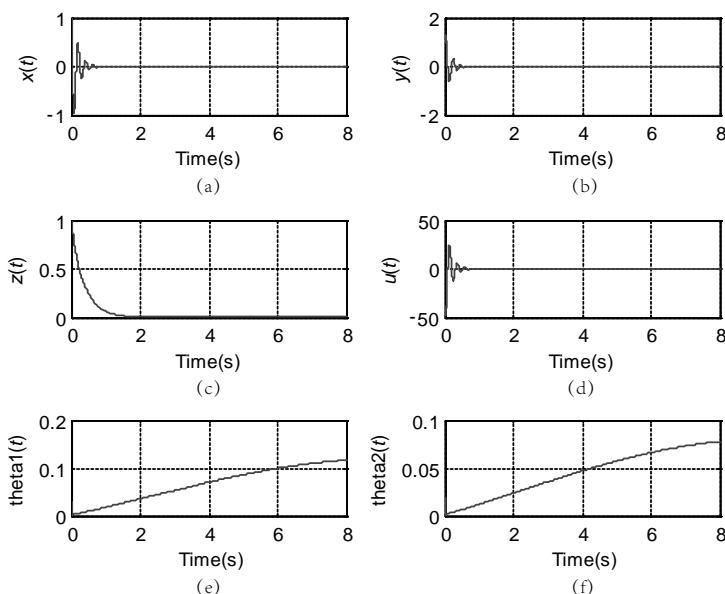 1
0
-1
x(t)
0 2 4 6 8
Time(s)
(a)
2
0
-2
y(t)
0 2 4 6 8
Time(s)
(b)
1
0.5
0
z(t)
0 2 4 6 8
Time(s)
(c)
50
0
-50
u(t)
0 2 4 6 8
Time(s)
(d)
0.2
0.1
0
theta1(t)
0 2 4 6 8
Time(s)
(e)
0.1
0.05
0
theta2(t)
0 2 4 6 8
Time(s)
(f)